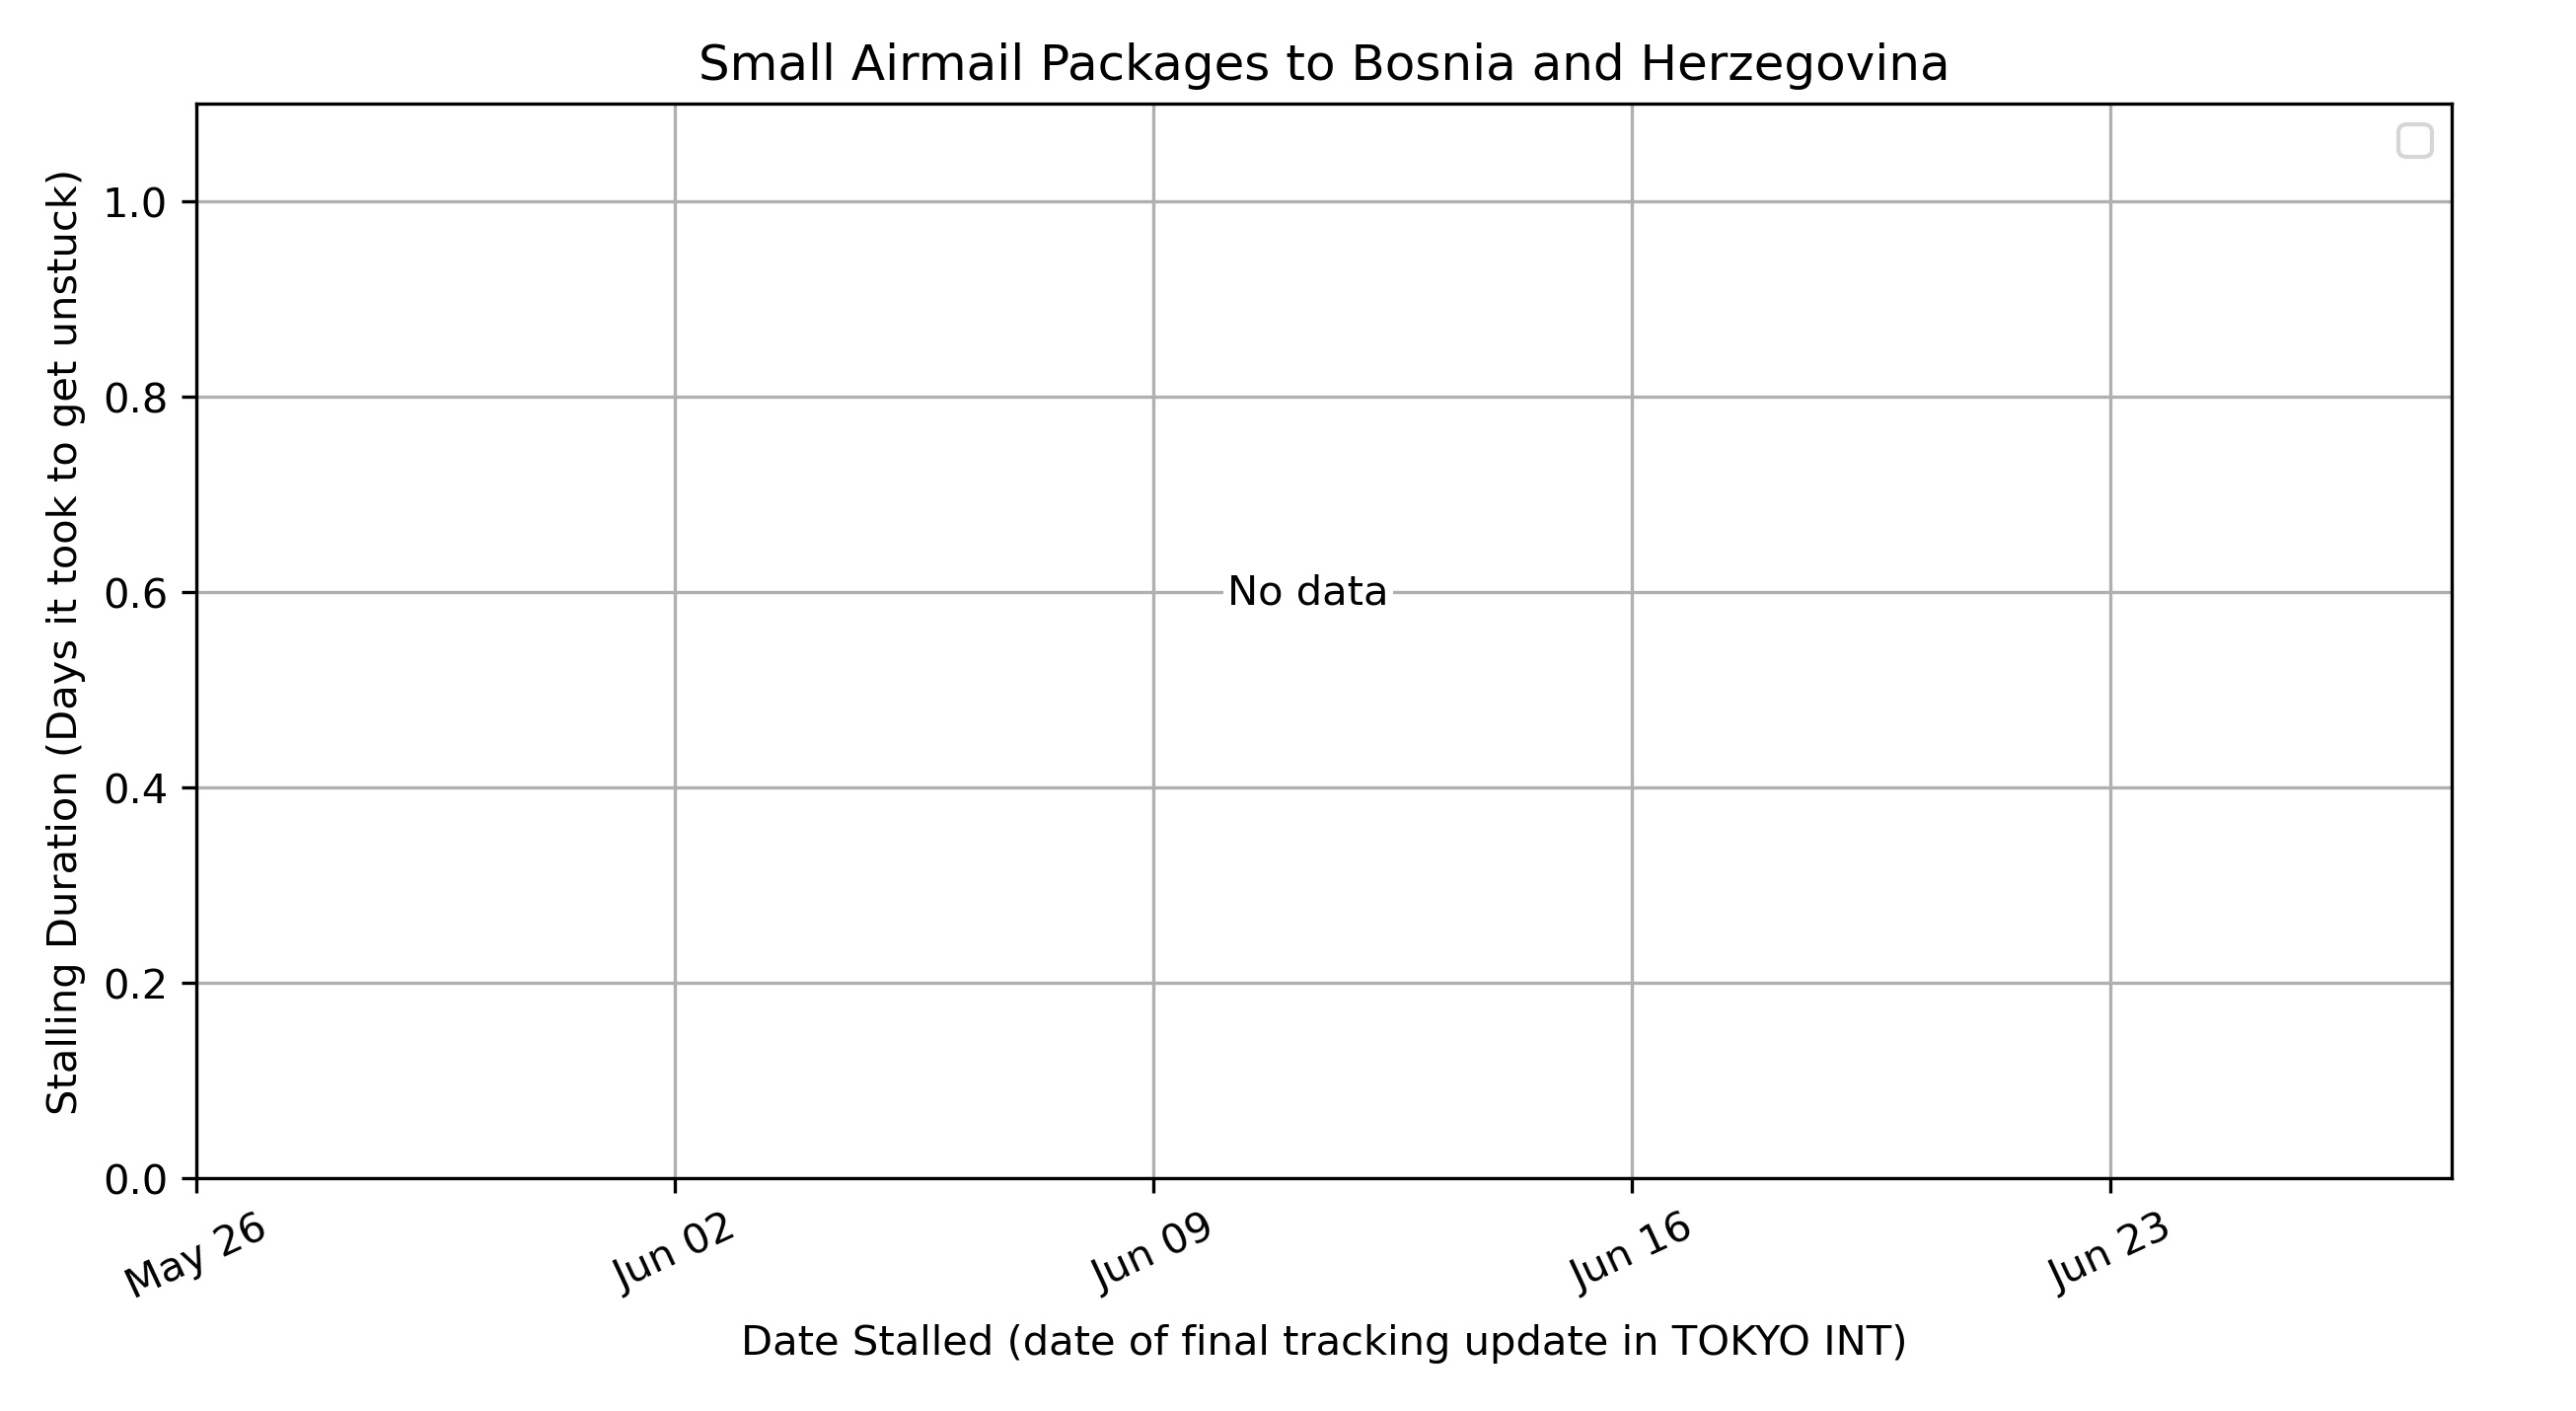 Small Airmail Packages to Bosnia and Herzegovina
Stalling Duration (Days it took to get unstuck)
1.0
0.8
0.6
0.4
0.2
0.0
No data
May 26
Jun 02
Jun 09
Jun 16
Jun 23
Date Stalled (date of final tracking update in TOKYO INT)